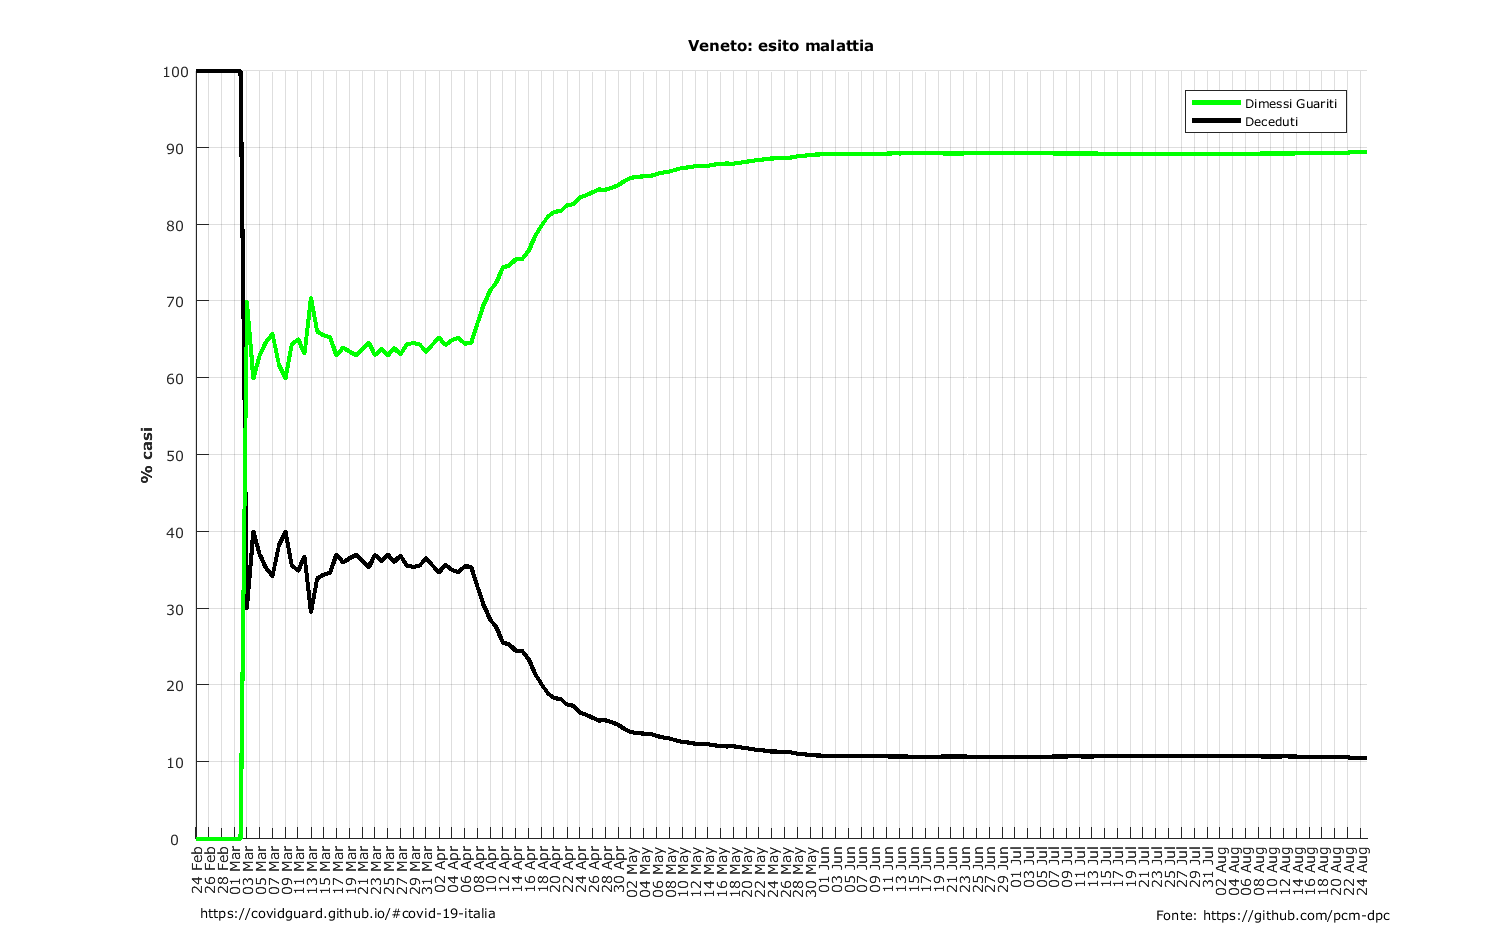 Veneto: esito malattia
Dimessi Guariti
Deceduti
% casi
100
90
80
70
60
50
40
30
20
10
0
24 Feb
26 Feb
28 Feb
01 Mar
03 Mar
05 Mar
07 Mar
09 Mar
11 Mar
13 Mar
15 Mar
17 Mar
19 Mar
21 Mar
23 Mar
25 Mar
27 Mar
29 Mar
31 Mar
02 Apr
04 Apr
06 Apr
08 Apr
10 Apr
12 Apr
14 Apr
16 Apr
18 Apr
20 Apr
22 Apr
24 Apr
26 Apr
28 Apr
30 Apr
02 May
04 May
06 May
08 May
10 May
12 May
14 May
16 May
18 May
20 May
22 May
24 May
26 May
28 May
30 May
01 Jun
03 Jun
05 Jun
07 Jun
09 Jun
11 Jun
13 Jun
15 Jun
17 Jun
19 Jun
21 Jun
23 Jun
25 Jun
27 Jun
29 Jun
01 Jul
03 Jul
05 Jul
07 Jul
09 Jul
11 Jul
13 Jul
15 Jul
17 Jul
19 Jul
21 Jul
23 Jul
25 Jul
27 Jul
29 Jul
31 Jul
02 Aug
04 Aug
06 Aug
08 Aug
10 Aug
12 Aug
14 Aug
16 Aug
18 Aug
20 Aug
22 Aug
24 Aug
https://covidguard.github.io/#covid-19-italia
Fonte: https://github.com/pcm-dpc